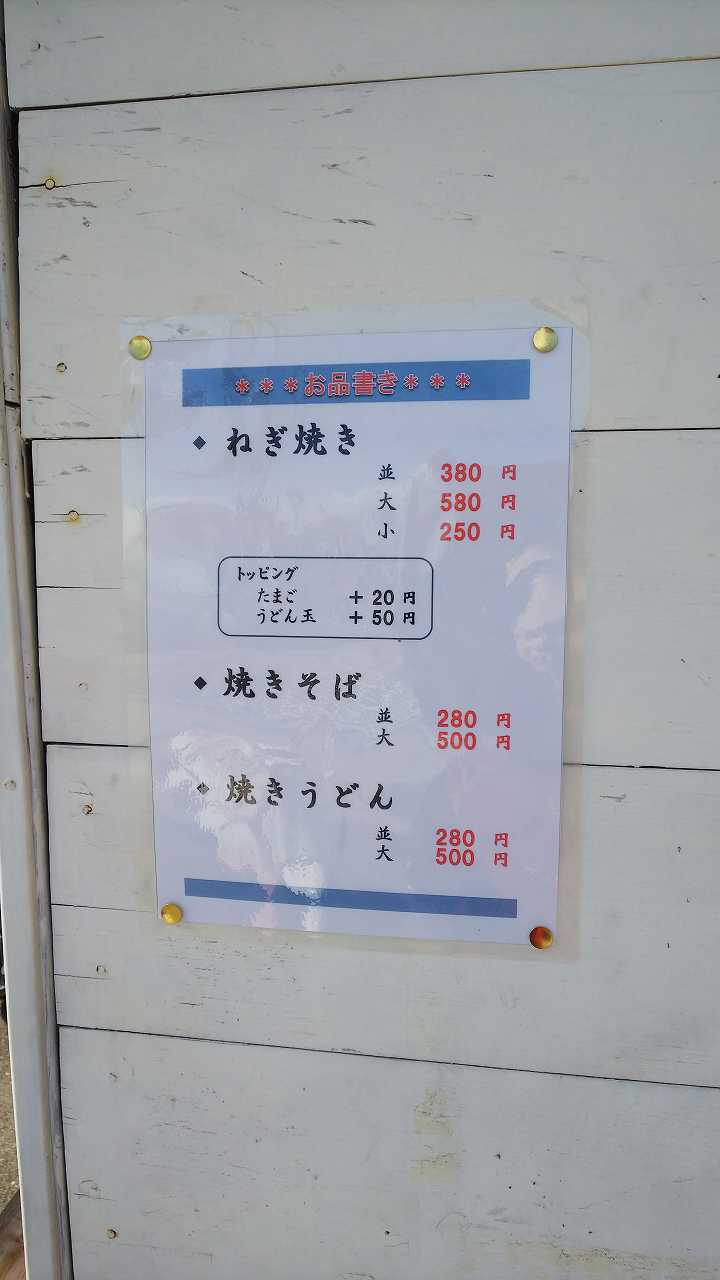 ***お品書き***
◆ ねぎ焼き
並 380 円
大 580 円
小 250 円
トッピング
たまご +20 円
うどん玉 +50 円
◆ 焼きそば
並 280 円
大 500 円
◆ 焼きうどん
並 280 円
大 500 円